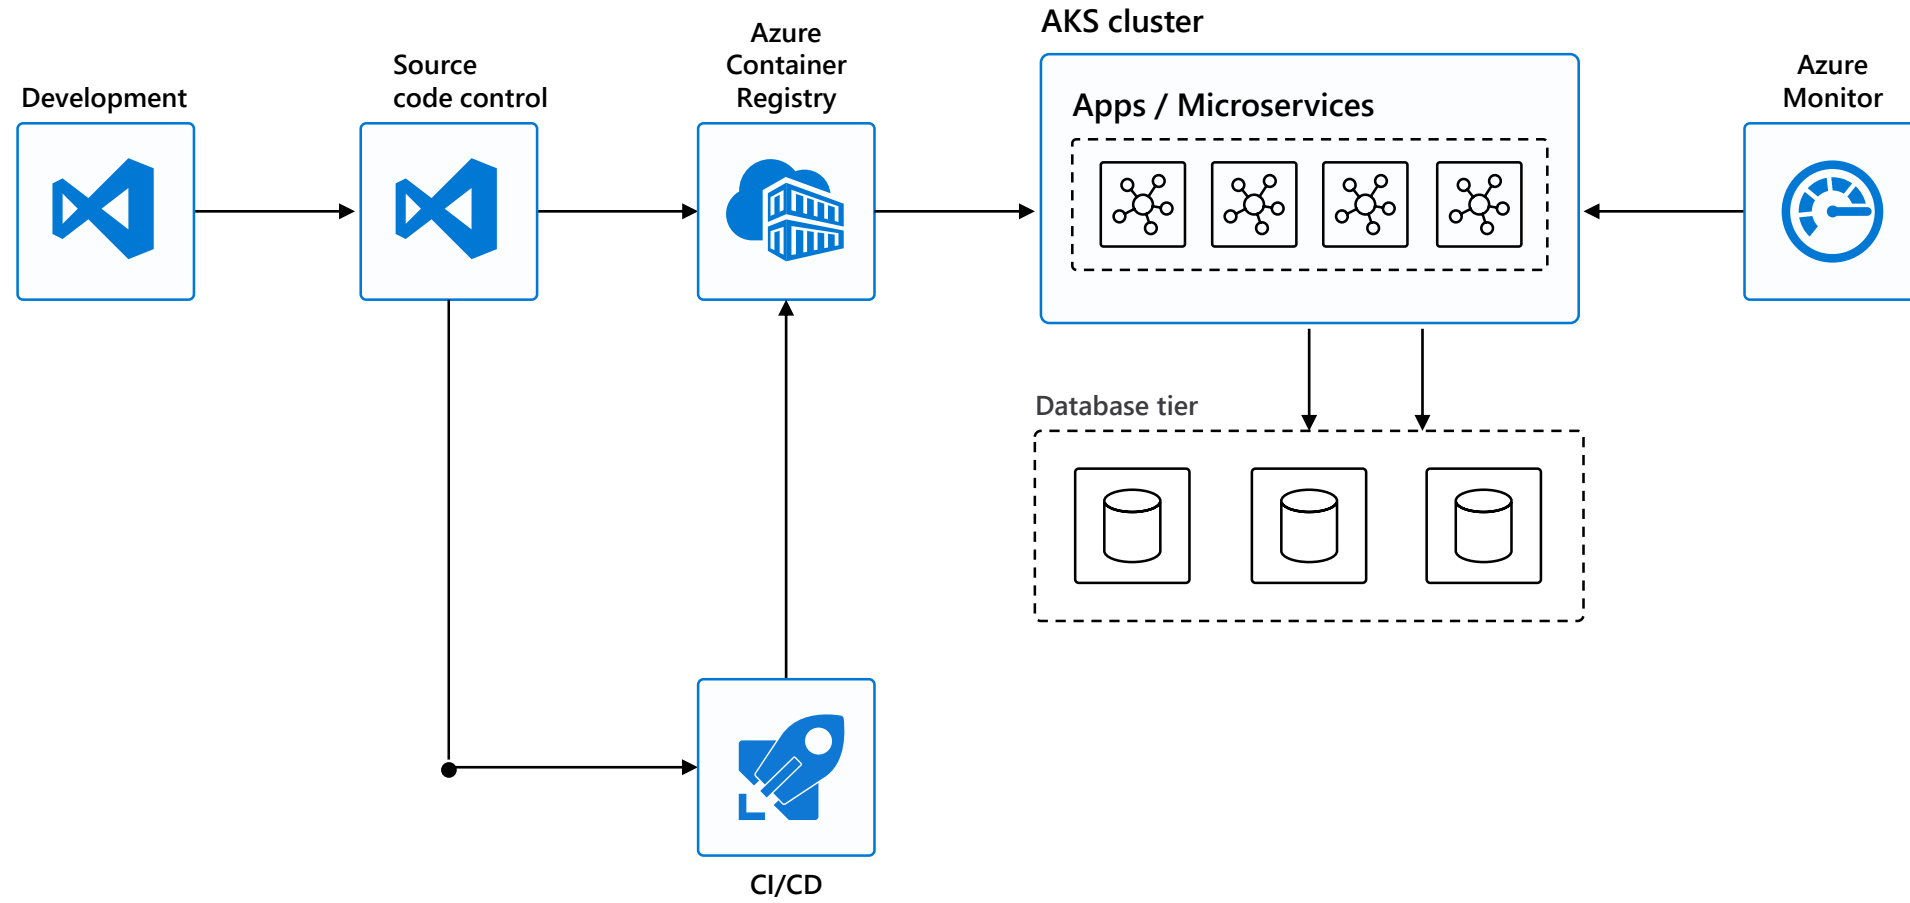 Development
Source
code control
Azure
Container
Registry
AKS cluster
Apps / Microservices
Azure
Monitor
Database tier
CI/CD